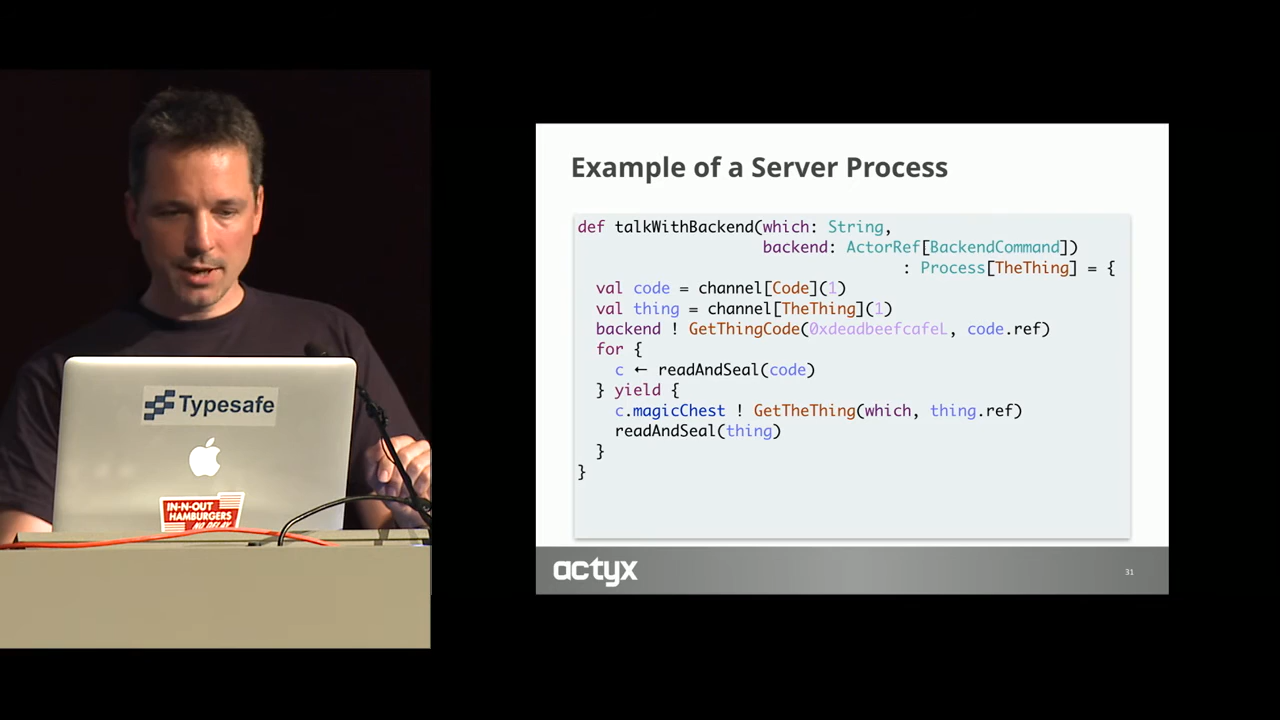 Typesafe
IN-N-OUT
HAMBURGERS
NO DELAY
Example of a Server Process
def talkWithBackend(which: String,
backend: ActorRef[BackendCommand])
: Process[TheThing] = {
val code = channel[Code](1)
val thing = channel[TheThing](1)
backend ! GetThingCode(0xdeadbeefcafeL, code.ref)
for {
c ← readAndSeal(code)
} yield {
c.magicChest ! GetTheThing(which, thing.ref)
readAndSeal(thing)
}
}
actyx
31